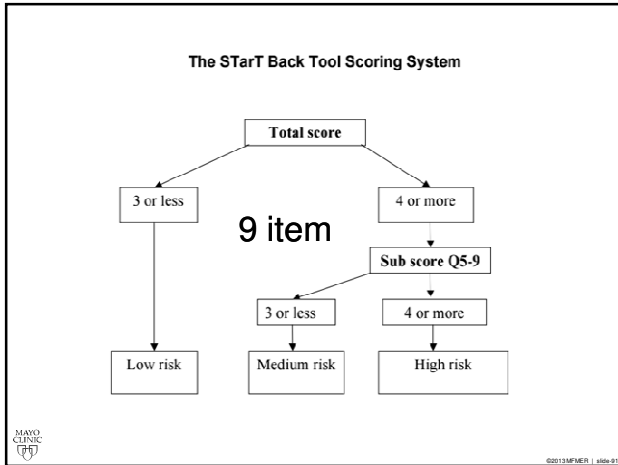 The STarT Back Tool Scoring System
Total score
3 or less
4 or more
9 item
Sub score Q5-9
3 or less
4 or more
Low risk
Medium risk
High risk
MAYO
CLINIC
©2013 MFMER | slide-91